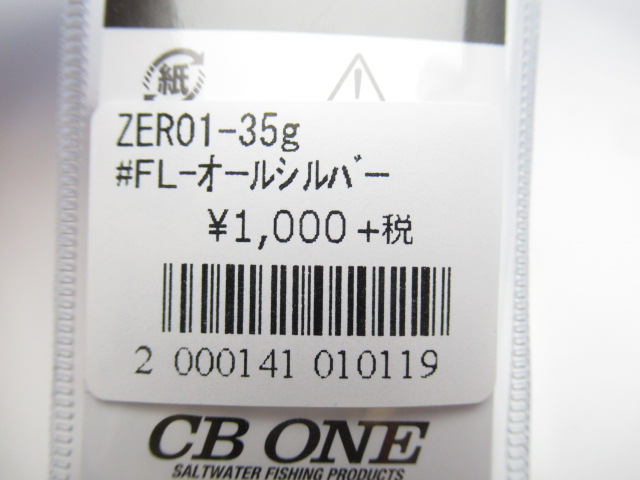 紙
ZERO1-35g
#FL-オールシルバー
¥1,000 +税
2 000141 010119
CB ONE
SALTWATER FISHING PRODUCTS